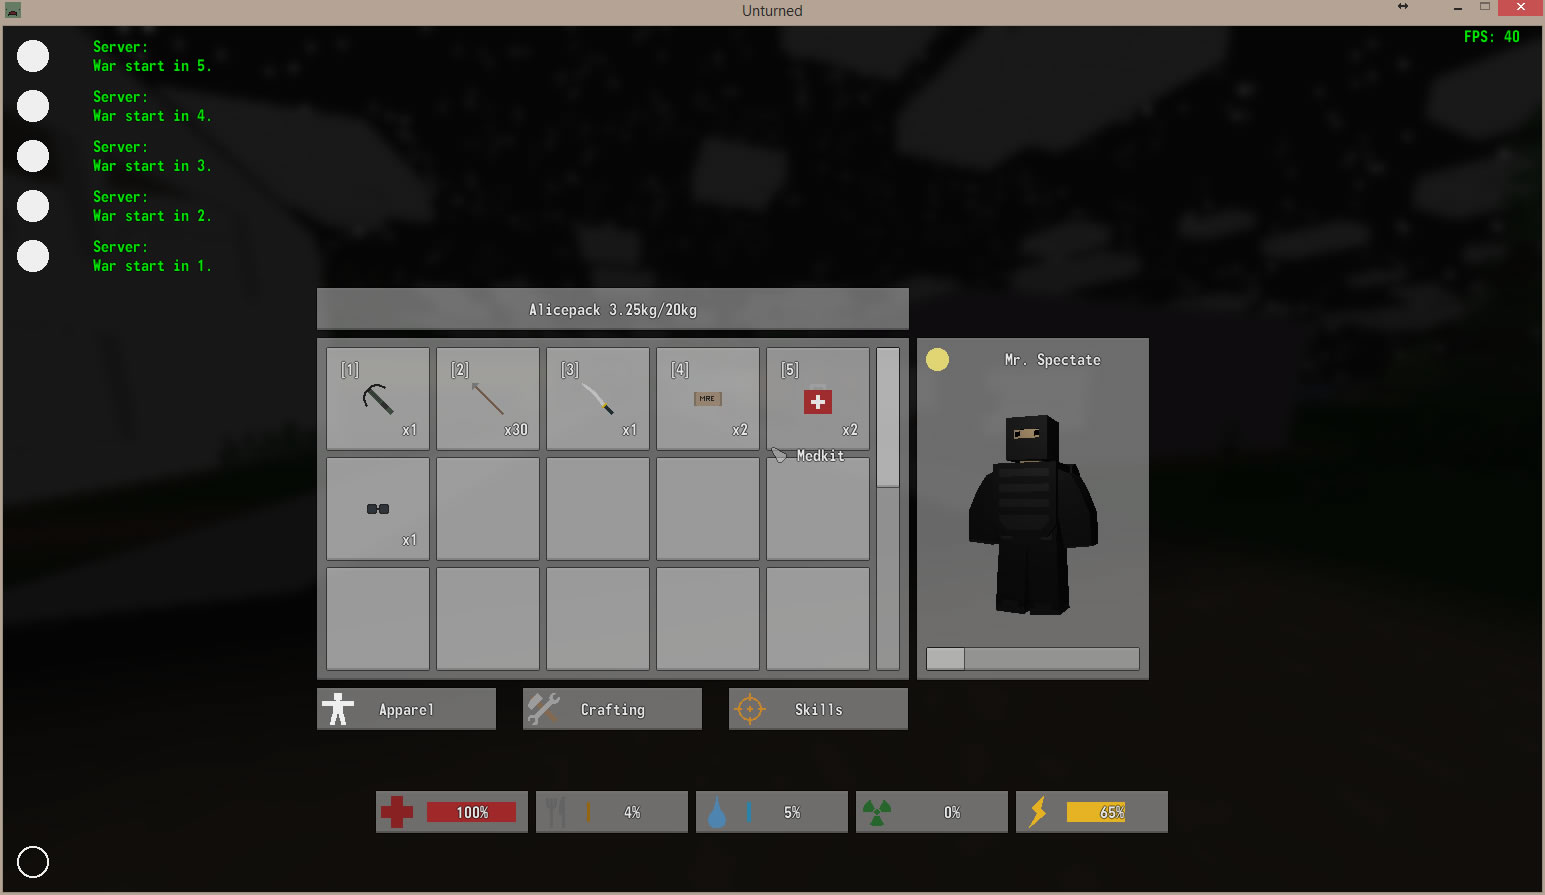 Unturned
FPS: 40
Server:
War start in 5.
Server:
War start in 4.
Server:
War start in 3.
Server:
War start in 2.
Server:
War start in 1.
Alicepack 3.25kg/20kg
Mr. Spectate
[1]
[2]
[3]
[4]
[5]
MRE
x1
x30
x1
x2
x2
Medkit
x1
Apparel
Crafting
Skills
100%
4%
5%
0%
65%